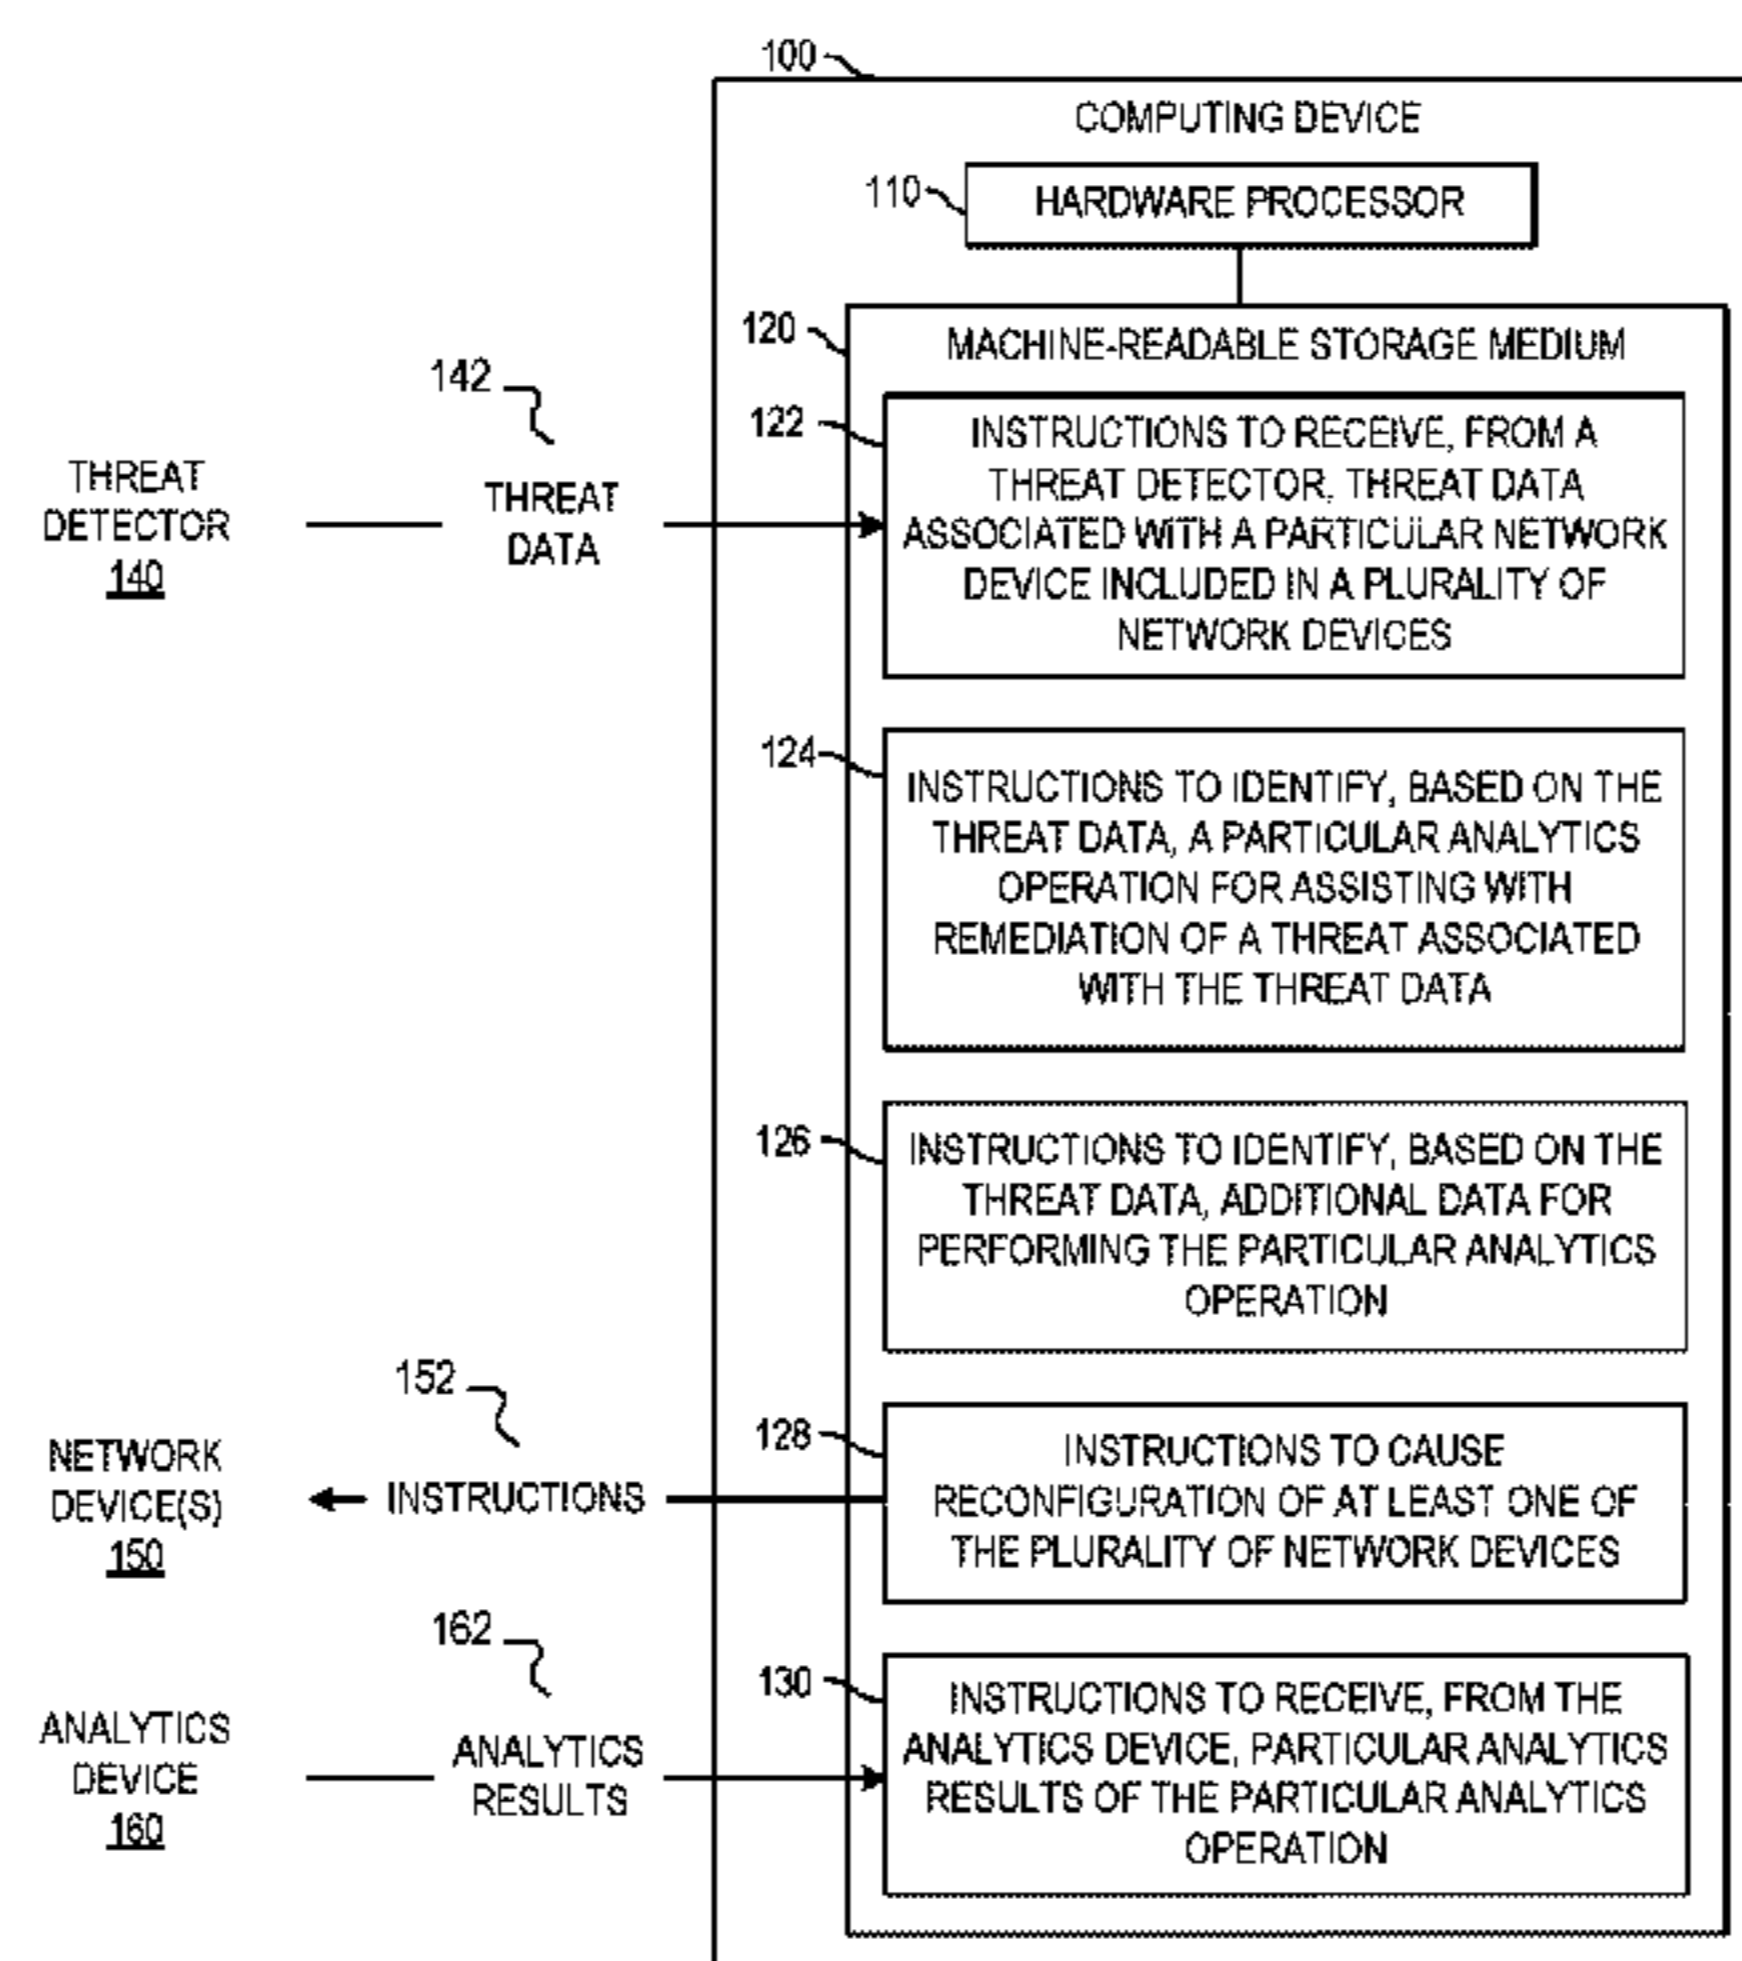 100
COMPUTING DEVICE
110
HARDWARE PROCESSOR
120
MACHINE-READABLE STORAGE MEDIUM
142
122
INSTRUCTIONS TO RECEIVE, FROM A
THREAT DETECTOR, THREAT DATA
ASSOCIATED WITH A PARTICULAR NETWORK
DEVICE INCLUDED IN A PLURALITY OF
NETWORK DEVICES
THREAT
DETECTOR
140
THREAT
DATA
124
INSTRUCTIONS TO IDENTIFY, BASED ON THE
THREAT DATA, A PARTICULAR ANALYTICS
OPERATION FOR ASSISTING WITH
REMEDIATION OF A THREAT ASSOCIATED
WITH THE THREAT DATA
126
INSTRUCTIONS TO IDENTIFY, BASED ON THE
THREAT DATA, ADDITIONAL DATA FOR
PERFORMING THE PARTICULAR ANALYTICS
OPERATION
152
NETWORK
DEVICE(S)
150
INSTRUCTIONS
128
INSTRUCTIONS TO CAUSE
RECONFIGURATION OF AT LEAST ONE OF
THE PLURALITY OF NETWORK DEVICES
162
ANALYTICS
DEVICE
160
ANALYTICS
RESULTS
130
INSTRUCTIONS TO RECEIVE, FROM THE
ANALYTICS DEVICE, PARTICULAR ANALYTICS
RESULTS OF THE PARTICULAR ANALYTICS
OPERATION